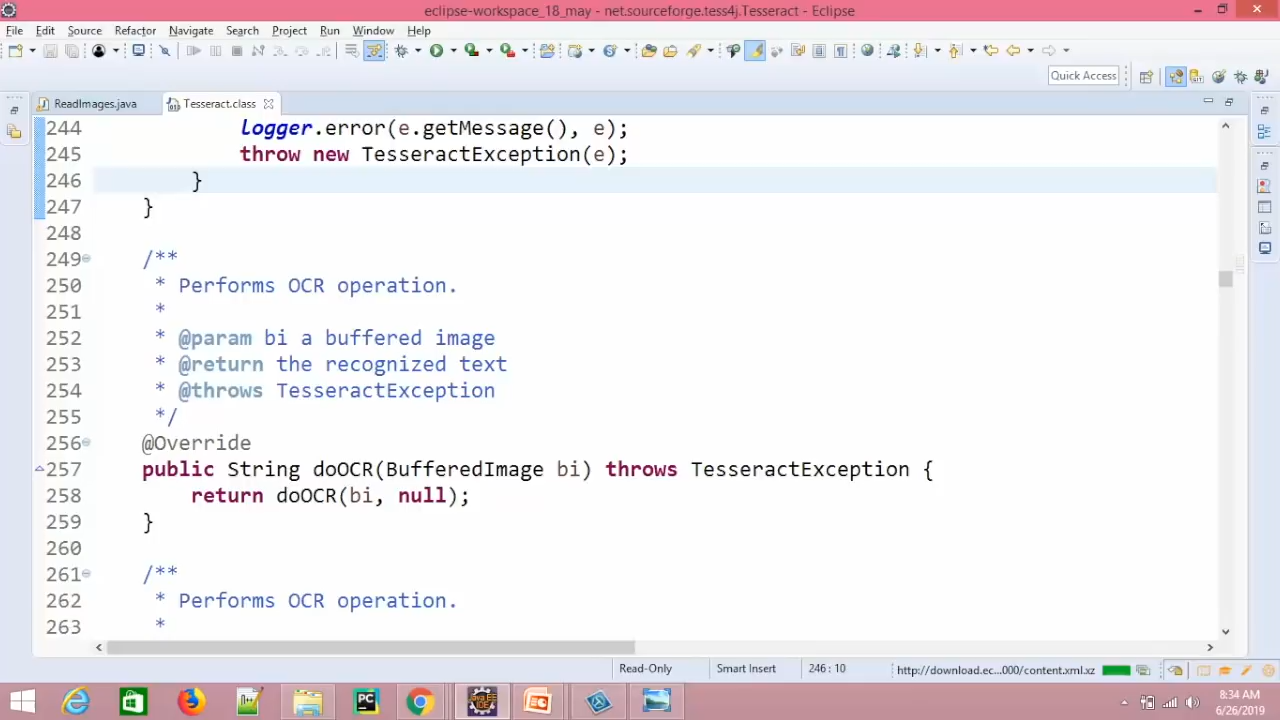 eclipse-workspace_18_may - net.sourceforge.tess4j.Tesseract - Eclipse
File Edit Source Refactor Navigate Search Project Run Window Help
Quick Access
ReadImages.java Tesseract.class
244 logger.error(e.getMessage(), e);
245 throw new TesseractException(e);
246 }
247 }
248
249 /**
250 * Performs OCR operation.
251 *
252 * @param bi a buffered image
253 * @return the recognized text
254 * @throws TesseractException
255 */
256 @Override
257 public String doOCR(BufferedImage bi) throws TesseractException {
258 return doOCR(bi, null);
259 }
260
261 /**
262 * Performs OCR operation.
263 *
Read-Only Smart Insert 246 : 10 http://download.ec...000/content.xml.xz
PC Java EE IDE
8:34 AM
6/26/2019